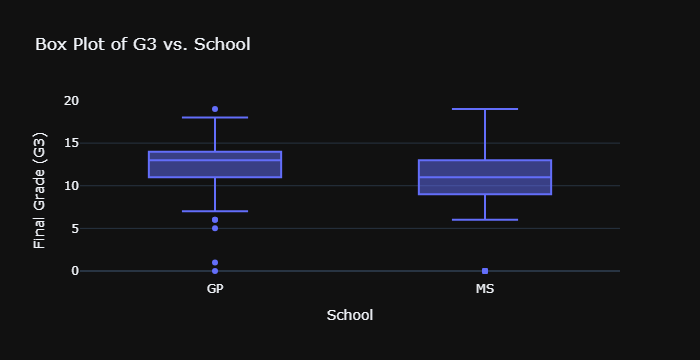 Box Plot of G3 vs. School
20
15
10
5
0
Final Grade (G3)
GP
MS
School